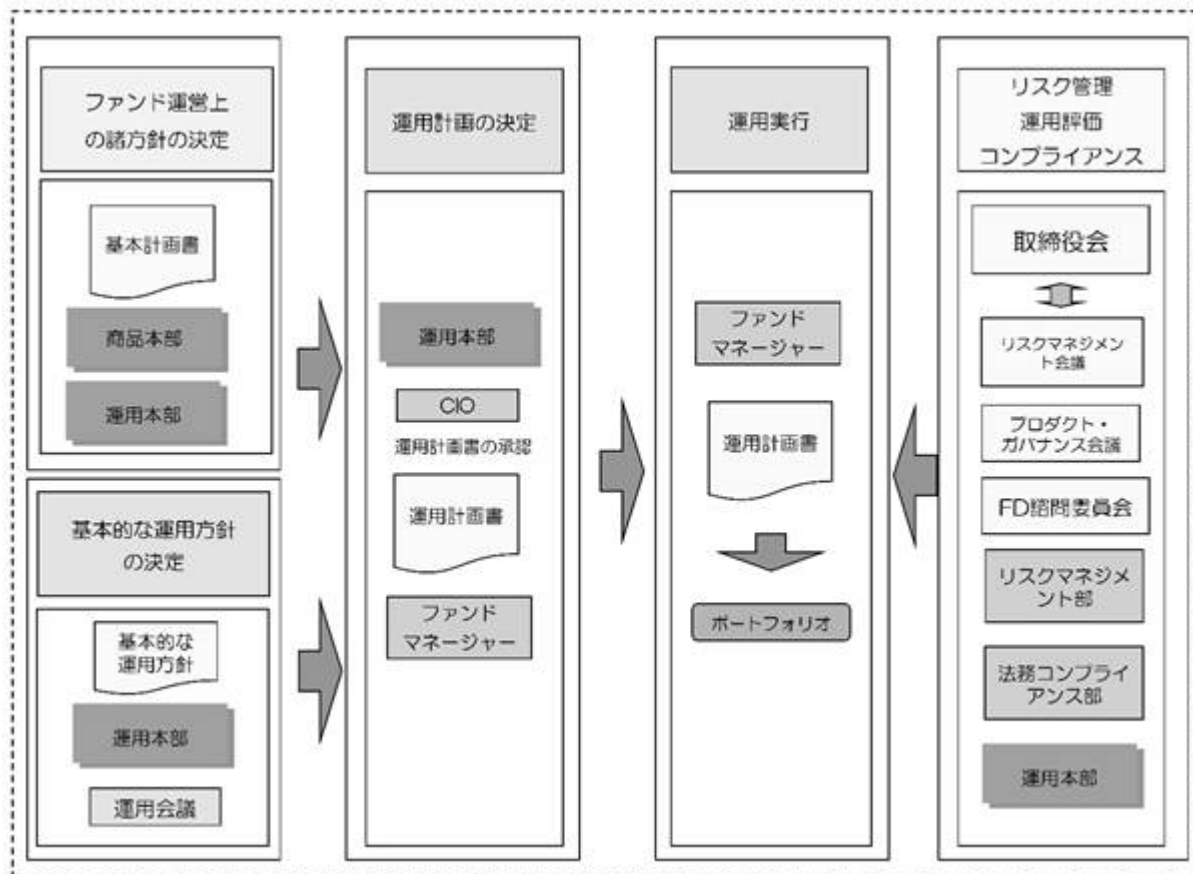 ファンド運営上
の諸方針の決定
基本計画書
商品本部
運用本部
基本的な運用方針
の決定
基本的な
運用方針
運用本部
運用会議
運用計画の決定
運用本部
CIO
運用計画書の承認
運用計画書
ファンド
マネージャー
運用実行
ファンド
マネージャー
運用計画書
ポートフォリオ
リスク管理
運用評価
コンプライアンス
取締役会
リスクマネジメン
ト会議
プロダクト・
ガバナンス会議
FD諮問委員会
リスクマネジメ
ント部
法務コンプライ
アンス部
運用本部